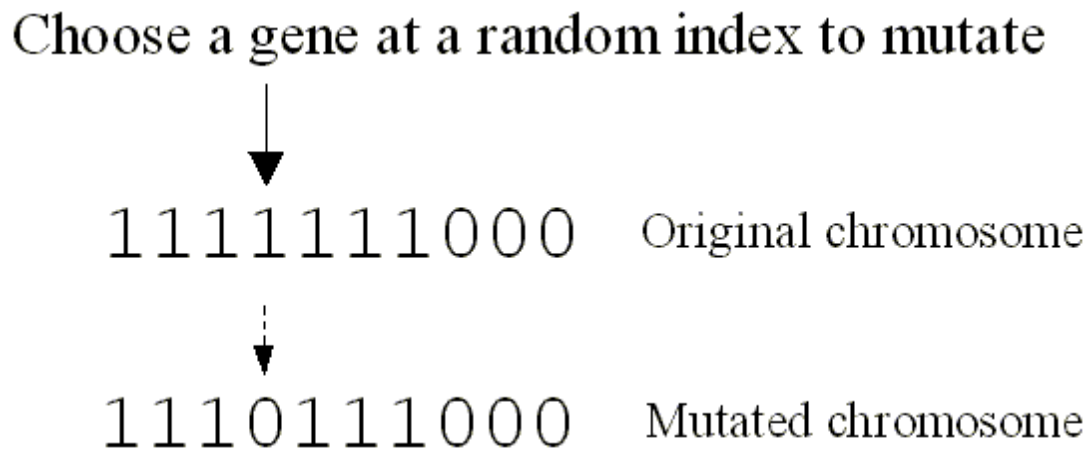 Choose a gene at a random index to mutate
1111111000 Original chromosome
1110111000 Mutated chromosome